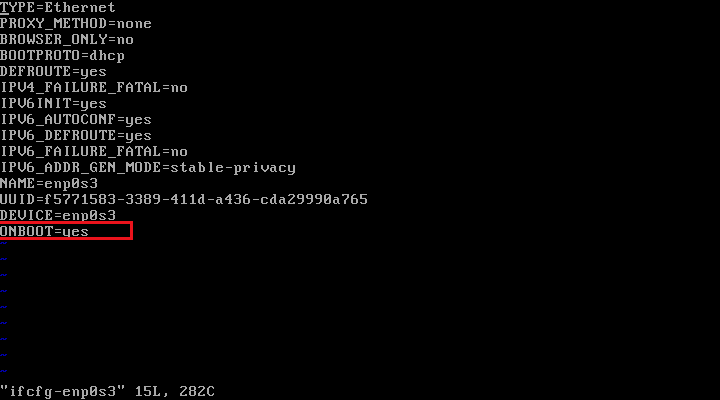 TYPE=Ethernet
PROXY_METHOD=none
BROWSER_ONLY=no
BOOTPROTO=dhcp
DEFROUTE=yes
IPV4_FAILURE_FATAL=no
IPV6INIT=yes
IPV6_AUTOCONF=yes
IPV6_DEFROUTE=yes
IPV6_FAILURE_FATAL=no
IPV6_ADDR_GEN_MODE=stable-privacy
NAME=enp0s3
UUID=f5771583-3389-411d-a436-cda29990a765
DEVICE=enp0s3
ONBOOT=yes
~
~
~
~
~
~
~
~
~
"ifcfg-enp0s3" 15L, 282C